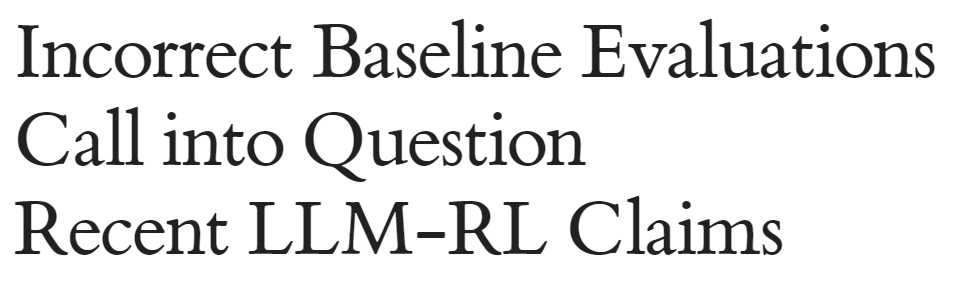 Incorrect Baseline Evaluations
Call into Question
Recent LLM-RL Claims